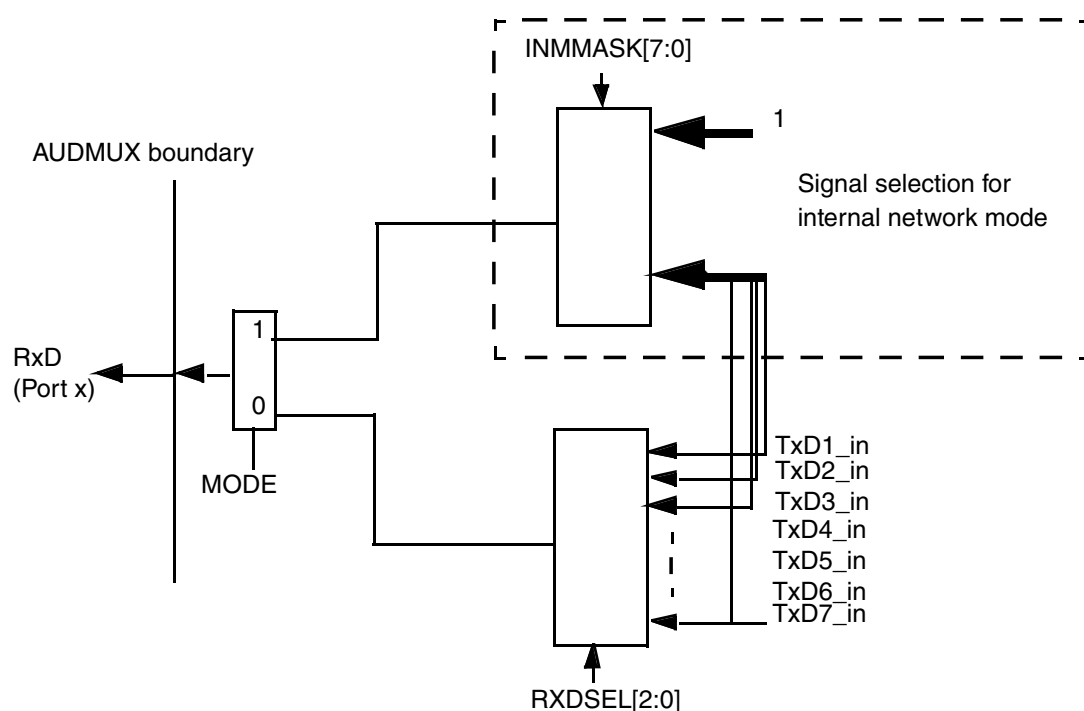 INMMASK[7:0]
1
AUDMUX boundary
Signal selection for
internal network mode
1
RxD
(Port x)
0
MODE
TxD1_in
TxD2_in
TxD3_in
TxD4_in
TxD5_in
TxD6_in
TxD7_in
RXDSEL[2:0]